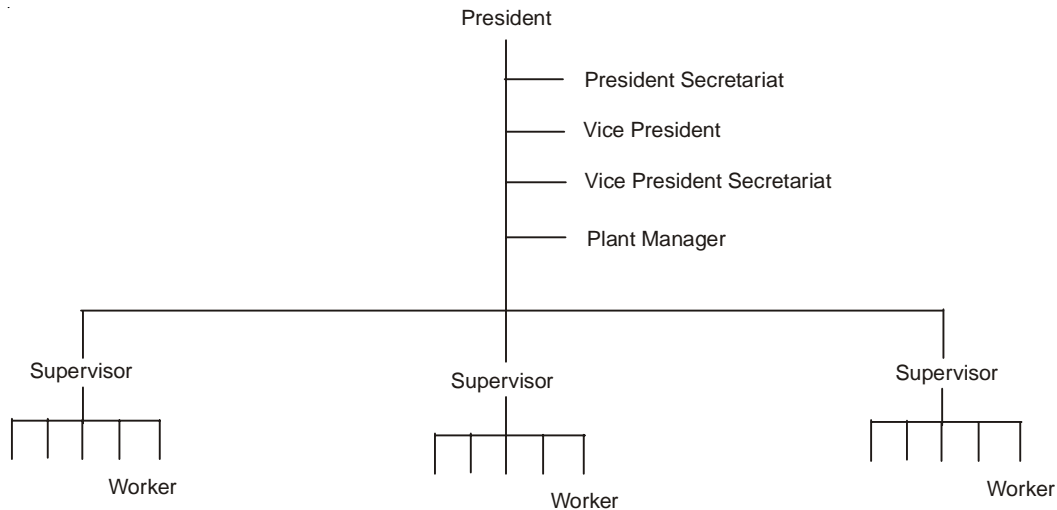 President
President Secretariat
Vice President
Vice President Secretariat
Plant Manager
Supervisor
Supervisor
Supervisor
Worker
Worker
Worker